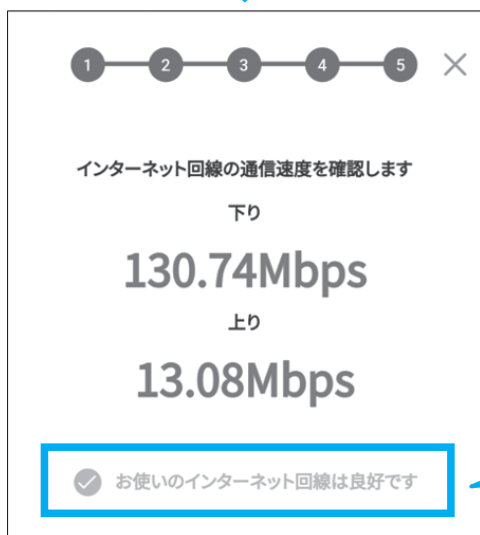 1 2 3 4 5
インターネット回線の通信速度を確認します
下り
130.74Mbps
上り
13.08Mbps
お使いのインターネット回線は良好です